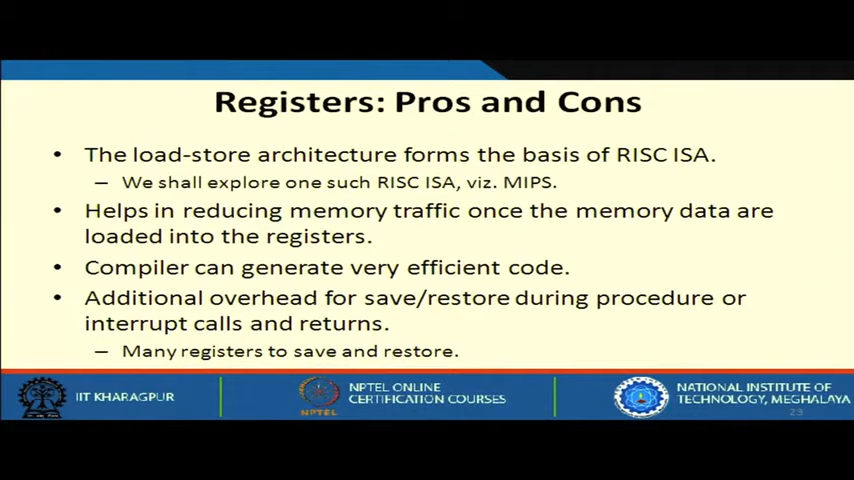 Registers: Pros and Cons
• The load-store architecture forms the basis of RISC ISA.
– We shall explore one such RISC ISA, viz. MIPS.
• Helps in reducing memory traffic once the memory data are
loaded into the registers.
• Compiler can generate very efficient code.
• Additional overhead for save/restore during procedure or
interrupt calls and returns.
– Many registers to save and restore.
IIT KHARAGPUR
NPTEL
NPTEL ONLINE
CERTIFICATION COURSES
NATIONAL INSTITUTE OF
TECHNOLOGY, MEGHALAYA
23